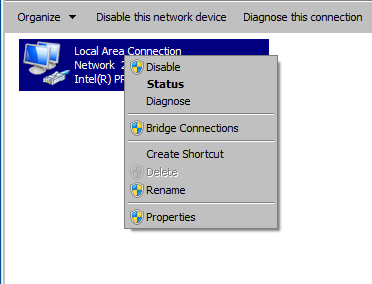 Organize Disable this network device Diagnose this connection
Local Area Connection
Network 2
Intel(R) PR
Disable
Status
Diagnose
Bridge Connections
Create Shortcut
Delete
Rename
Properties